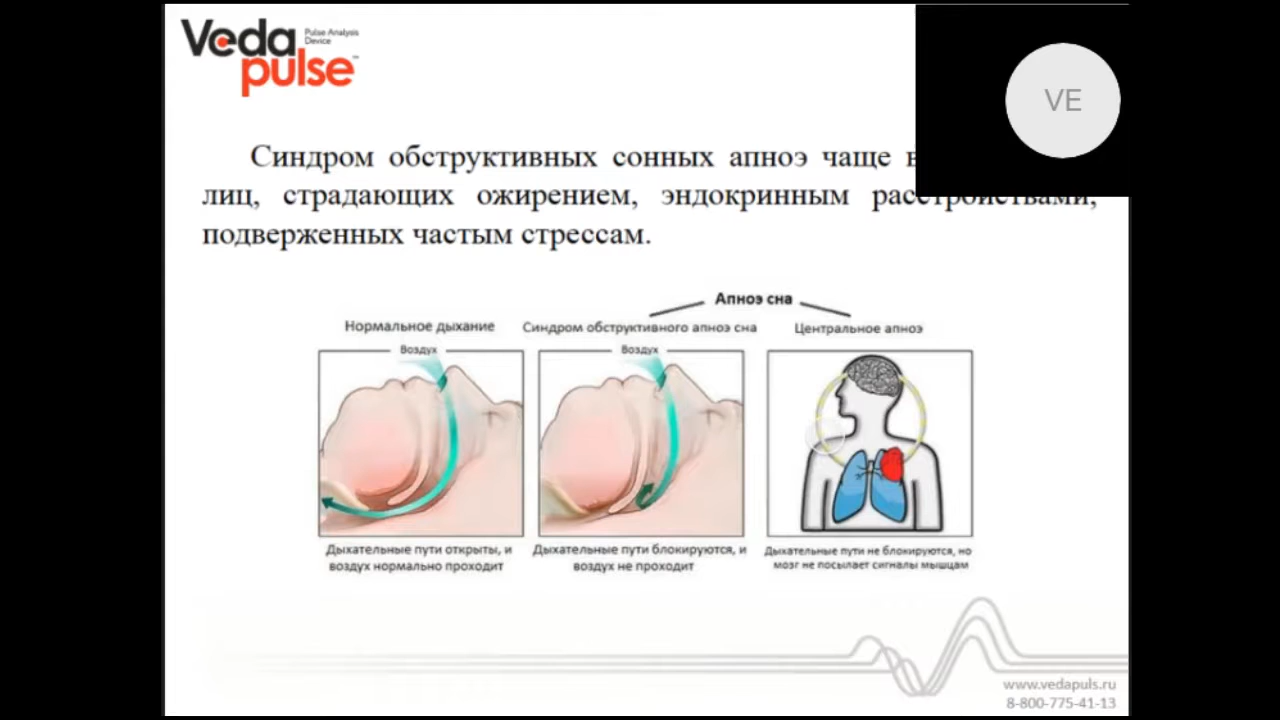 Veda
Pulse Analysis
Device
pulse
VE
Синдром обструктивных сонных апноэ чаще
лиц, страдающих ожирением, эндокринным расстройствами,
подверженных частым стрессам.
Апноэ сна
Нормальное дыхание
Синдром обструктивного апноэ сна
Центральное апноэ
Воздух
Воздух
Дыхательные пути открыты, и
воздух нормально проходит
Дыхательные пути блокируются, и
воздух не проходит
Дыхательные пути не блокируются, но
мозг не посылает сигналы мышцам
www.vedapuls.ru
8-800-775-41-13